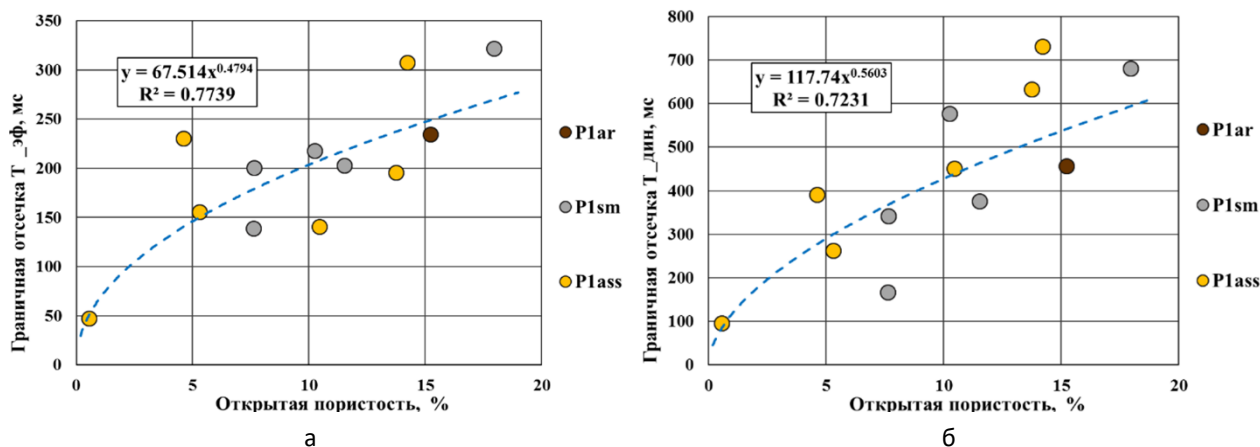 350
300
250
200
150
100
50
0
0
5
10
15
20
Граничная отсечка Т_эф, мс
Открытая пористость, %
y = 67.514x^0.4794
R² = 0.7739
P1ar
P1sm
P1ass
а
800
700
600
500
400
300
200
100
0
0
5
10
15
20
Граничная отсечка Т_дин, мс
Открытая пористость, %
y = 117.74x^0.5603
R² = 0.7231
P1ar
P1sm
P1ass
б